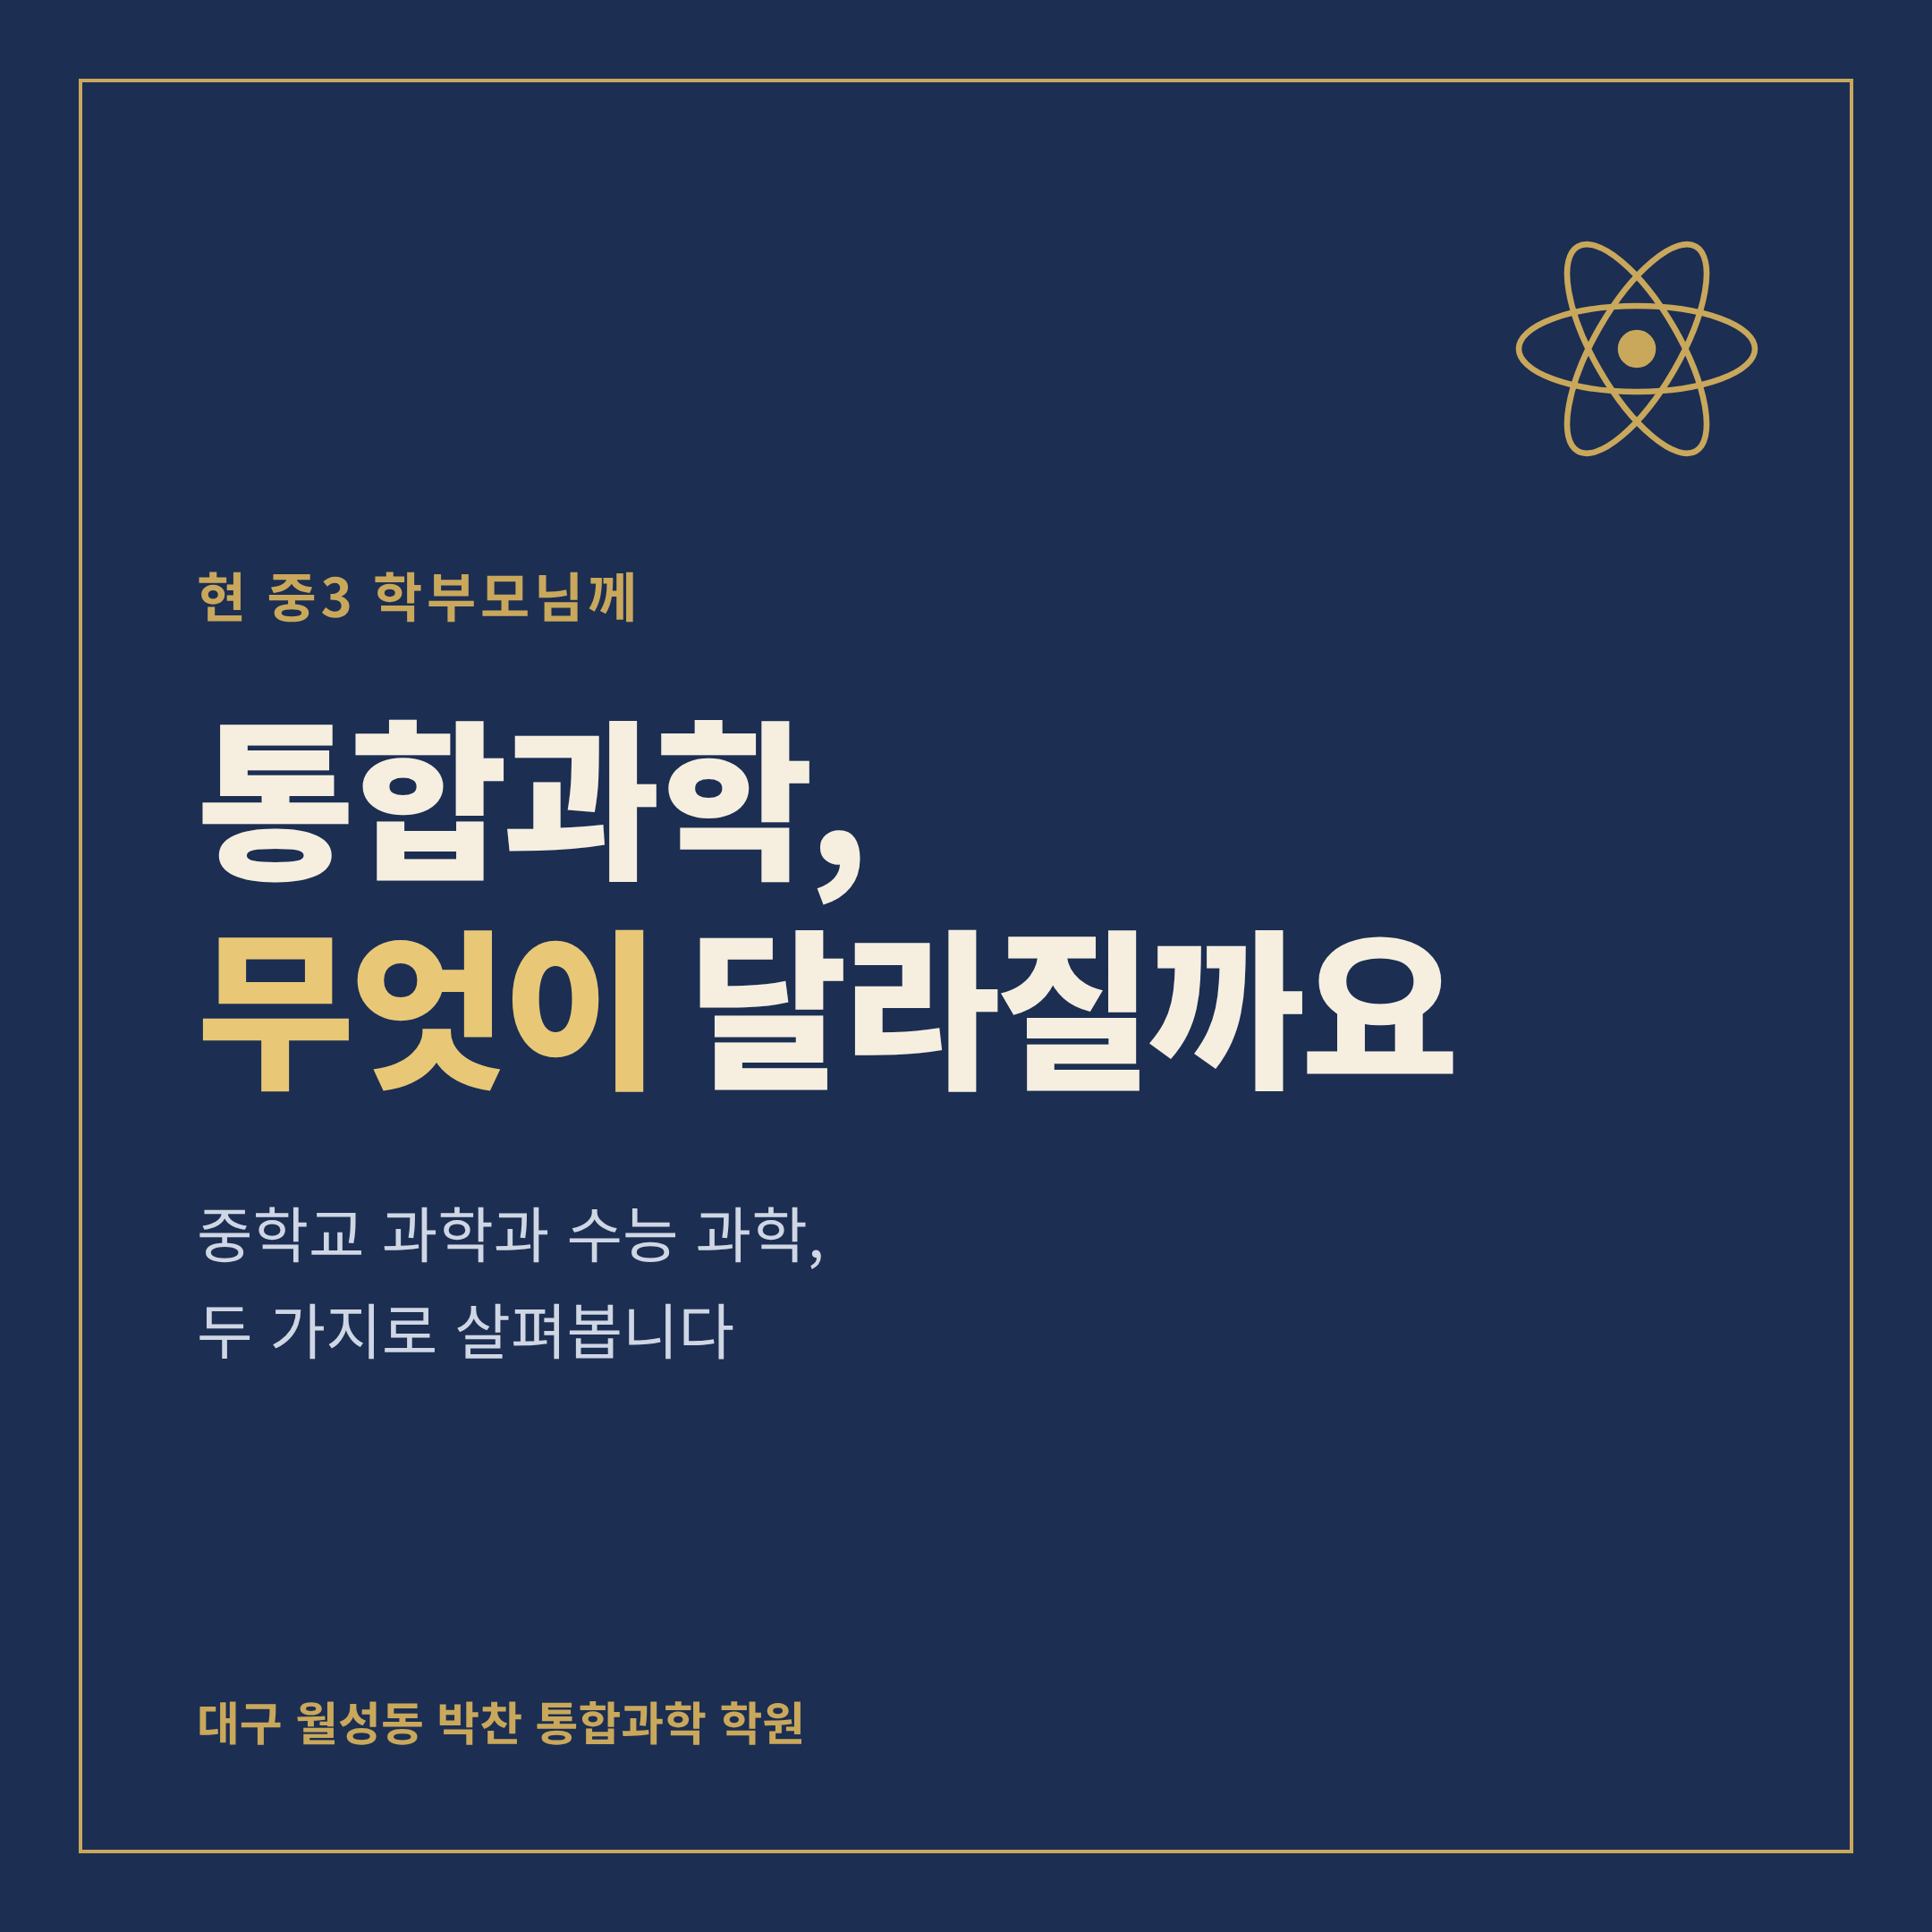 현 중3 학부모님께
통합과학,
무엇이 달라질까요
중학교 과학과 수능 과학,
두 가지로 살펴봅니다
대구 월성동 박찬 통합과학 학원